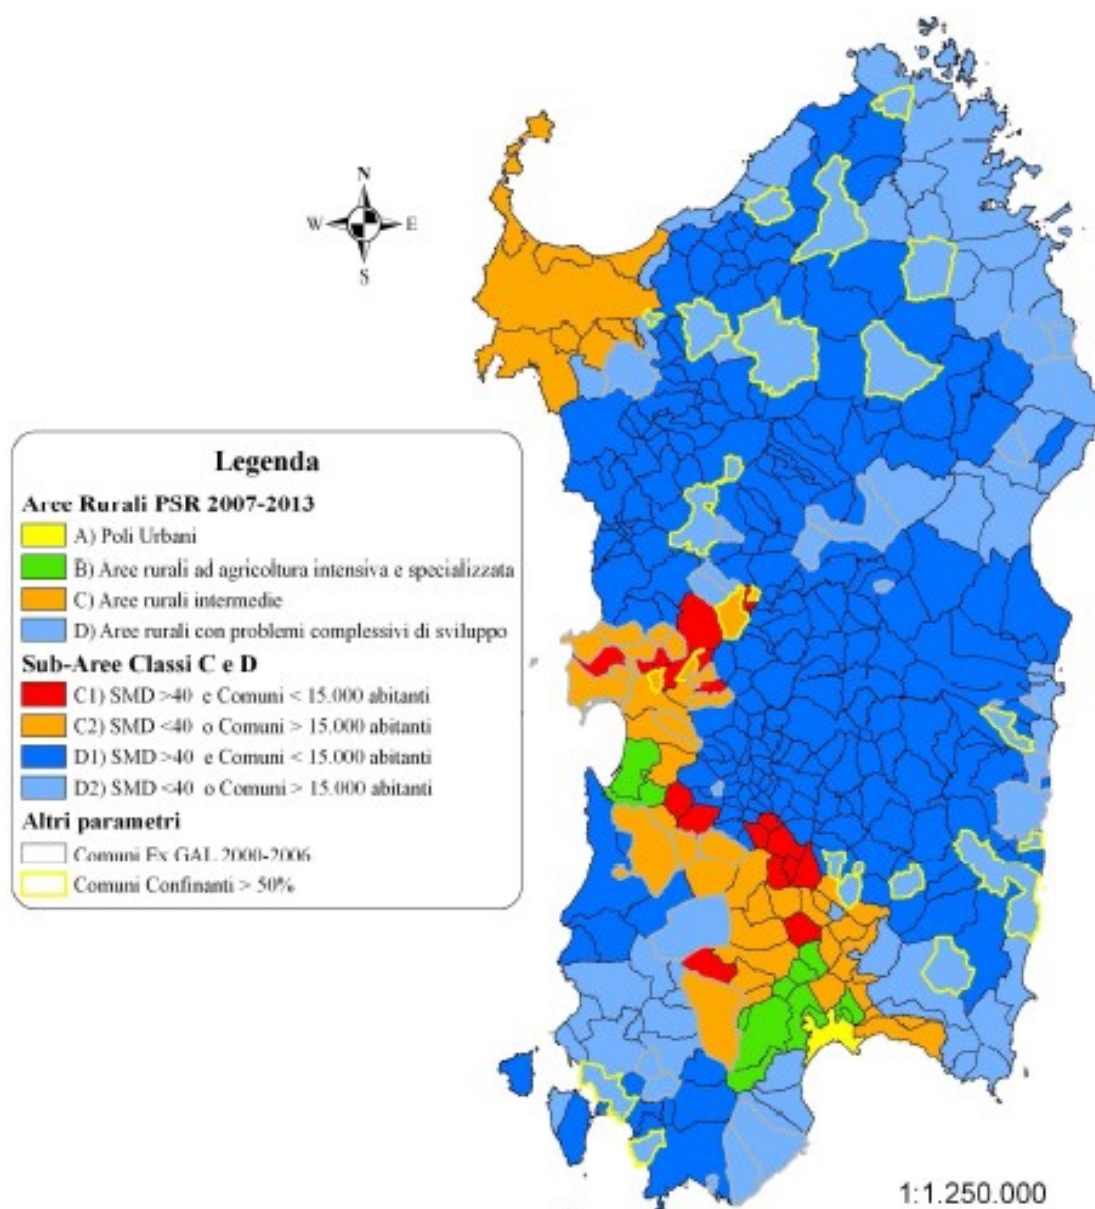 N
W E
S
Legenda
Aree Rurali PSR 2007-2013
A) Poli Urbani
B) Aree rurali ad agricoltura intensiva e specializzata
C) Aree rurali intermedie
D) Aree rurali con problemi complessivi di sviluppo
Sub-Aree Classi C e D
C1) SMD >40 e Comuni < 15.000 abitanti
C2) SMD <40 o Comuni > 15.000 abitanti
D1) SMD >40 e Comuni < 15.000 abitanti
D2) SMD <40 o Comuni > 15.000 abitanti
Altri parametri
Comuni Ex GAL 2000-2006
Comuni Confinanti > 50%
1:1.250.000